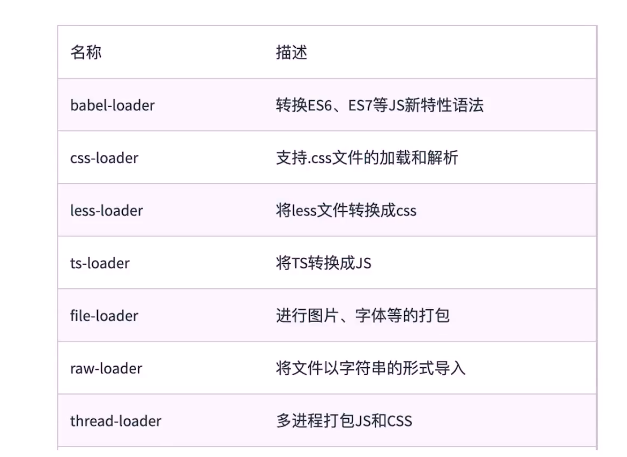 名称 描述
babel-loader 转换ES6、ES7等JS新特性语法
css-loader 支持.css文件的加载和解析
less-loader 将less文件转换成css
ts-loader 将TS转换成JS
file-loader 进行图片、字体等的打包
raw-loader 将文件以字符串的形式导入
thread-loader 多进程打包JS和CSS